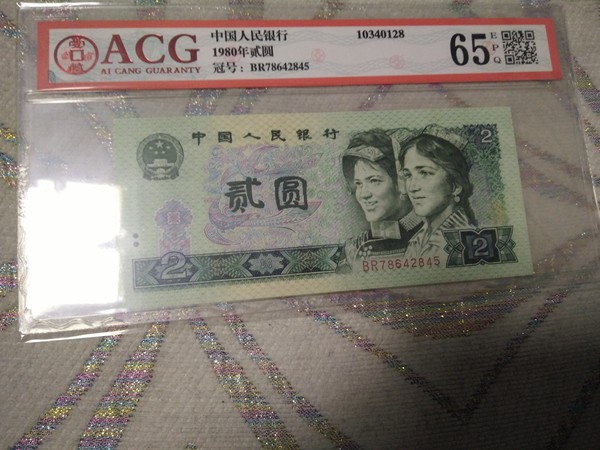 ACG
AI CANG GUARANTY
中国人民银行
1980年贰圆
冠号：BR78642845
10340128
65
EPQ
中国人民银行
2
贰圆
2
BR78642845
2